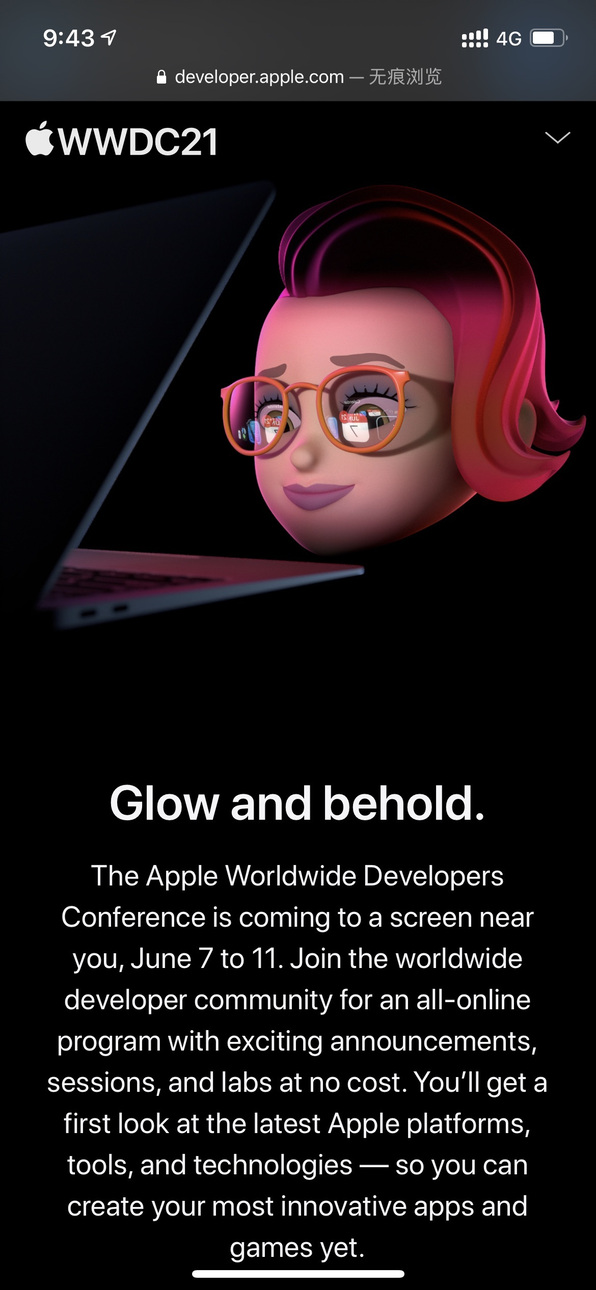 9:43
4G
developer.apple.com — 无痕浏览
WWDC21
Glow and behold.
The Apple Worldwide Developers
Conference is coming to a screen near
you, June 7 to 11. Join the worldwide
developer community for an all-online
program with exciting announcements,
sessions, and labs at no cost. You’ll get a
first look at the latest Apple platforms,
tools, and technologies — so you can
create your most innovative apps and
games yet.